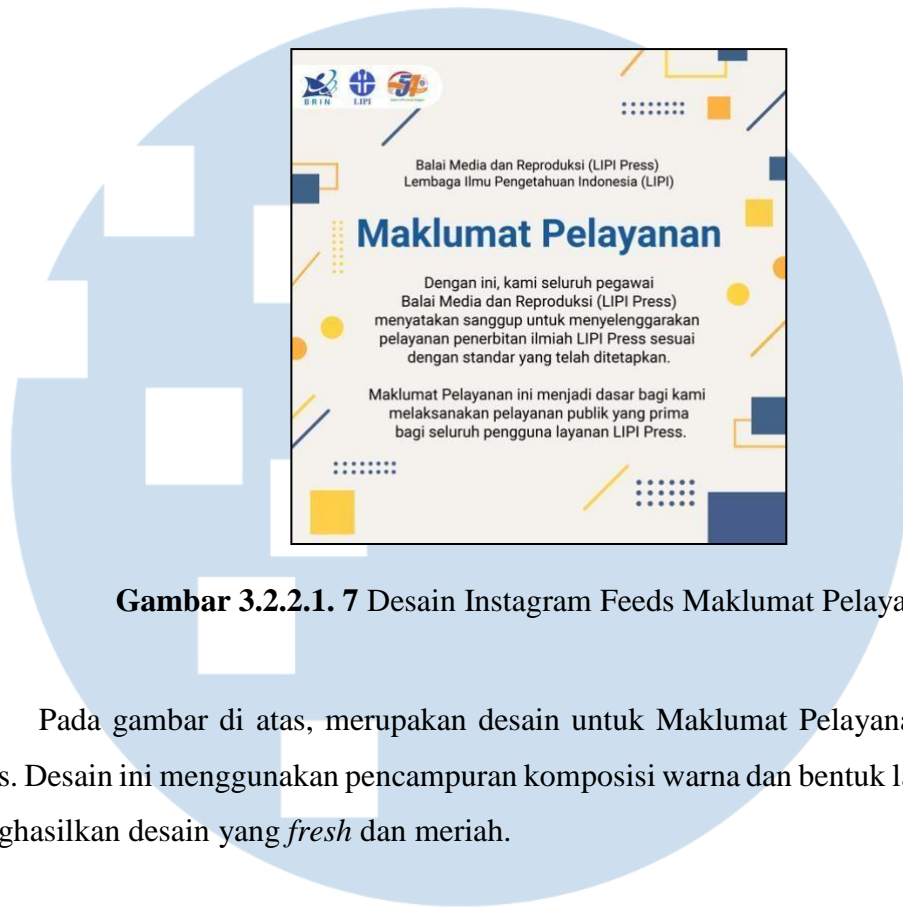 BRIN
LIPI
51
Balai Media dan Reproduksi (LIPI Press)
Lembaga Ilmu Pengetahuan Indonesia (LIPI)
Maklumat Pelayanan
Dengan ini, kami seluruh pegawai
Balai Media dan Reproduksi (LIPI Press)
menyatakan sanggup untuk menyelenggarakan
pelayanan penerbitan ilmiah LIPI Press sesuai
dengan standar yang telah ditetapkan.
Maklumat Pelayanan ini menjadi dasar bagi kami
melaksanakan pelayanan publik yang prima
bagi seluruh pengguna layanan LIPI Press.
Gambar 3.2.2.1. 7 Desain Instagram Feeds Maklumat Pelaya
Pada gambar di atas, merupakan desain untuk Maklumat Pelayana
s. Desain ini menggunakan pencampuran komposisi warna dan bentuk la
ghasilkan desain yang fresh dan meriah.